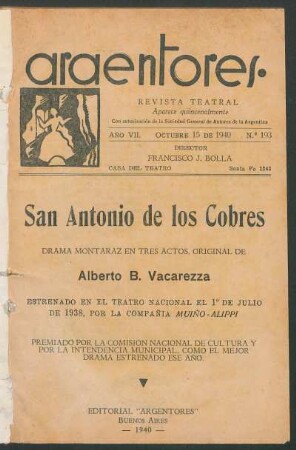 argentores.
REVISTA TEATRAL
Aparece quincenalmente
Con autorización de la Sociedad General de Autores de la Argentina
AÑO VII. OCTUBRE 15 DE 1940 N.º 193
DIRECTOR
FRANCISCO J. BOLLA
CASA DEL TEATRO Santa Fe 1243
San Antonio de los Cobres
DRAMA MONTARAZ EN TRES ACTOS, ORIGINAL DE
Alberto B. Vacarezza
ESTRENADO EN EL TEATRO NACIONAL EL 1º DE JULIO
DE 1938, POR LA COMPAÑIA MUIÑO-ALIPPI
PREMIADO POR LA COMISION NACIONAL DE CULTURA Y
POR LA INTENDENCIA MUNICIPAL, COMO EL MEJOR
DRAMA ESTRENADO ESE AÑO.
EDITORIAL "ARGENTORES"
BUENOS AIRES
— 1940 —